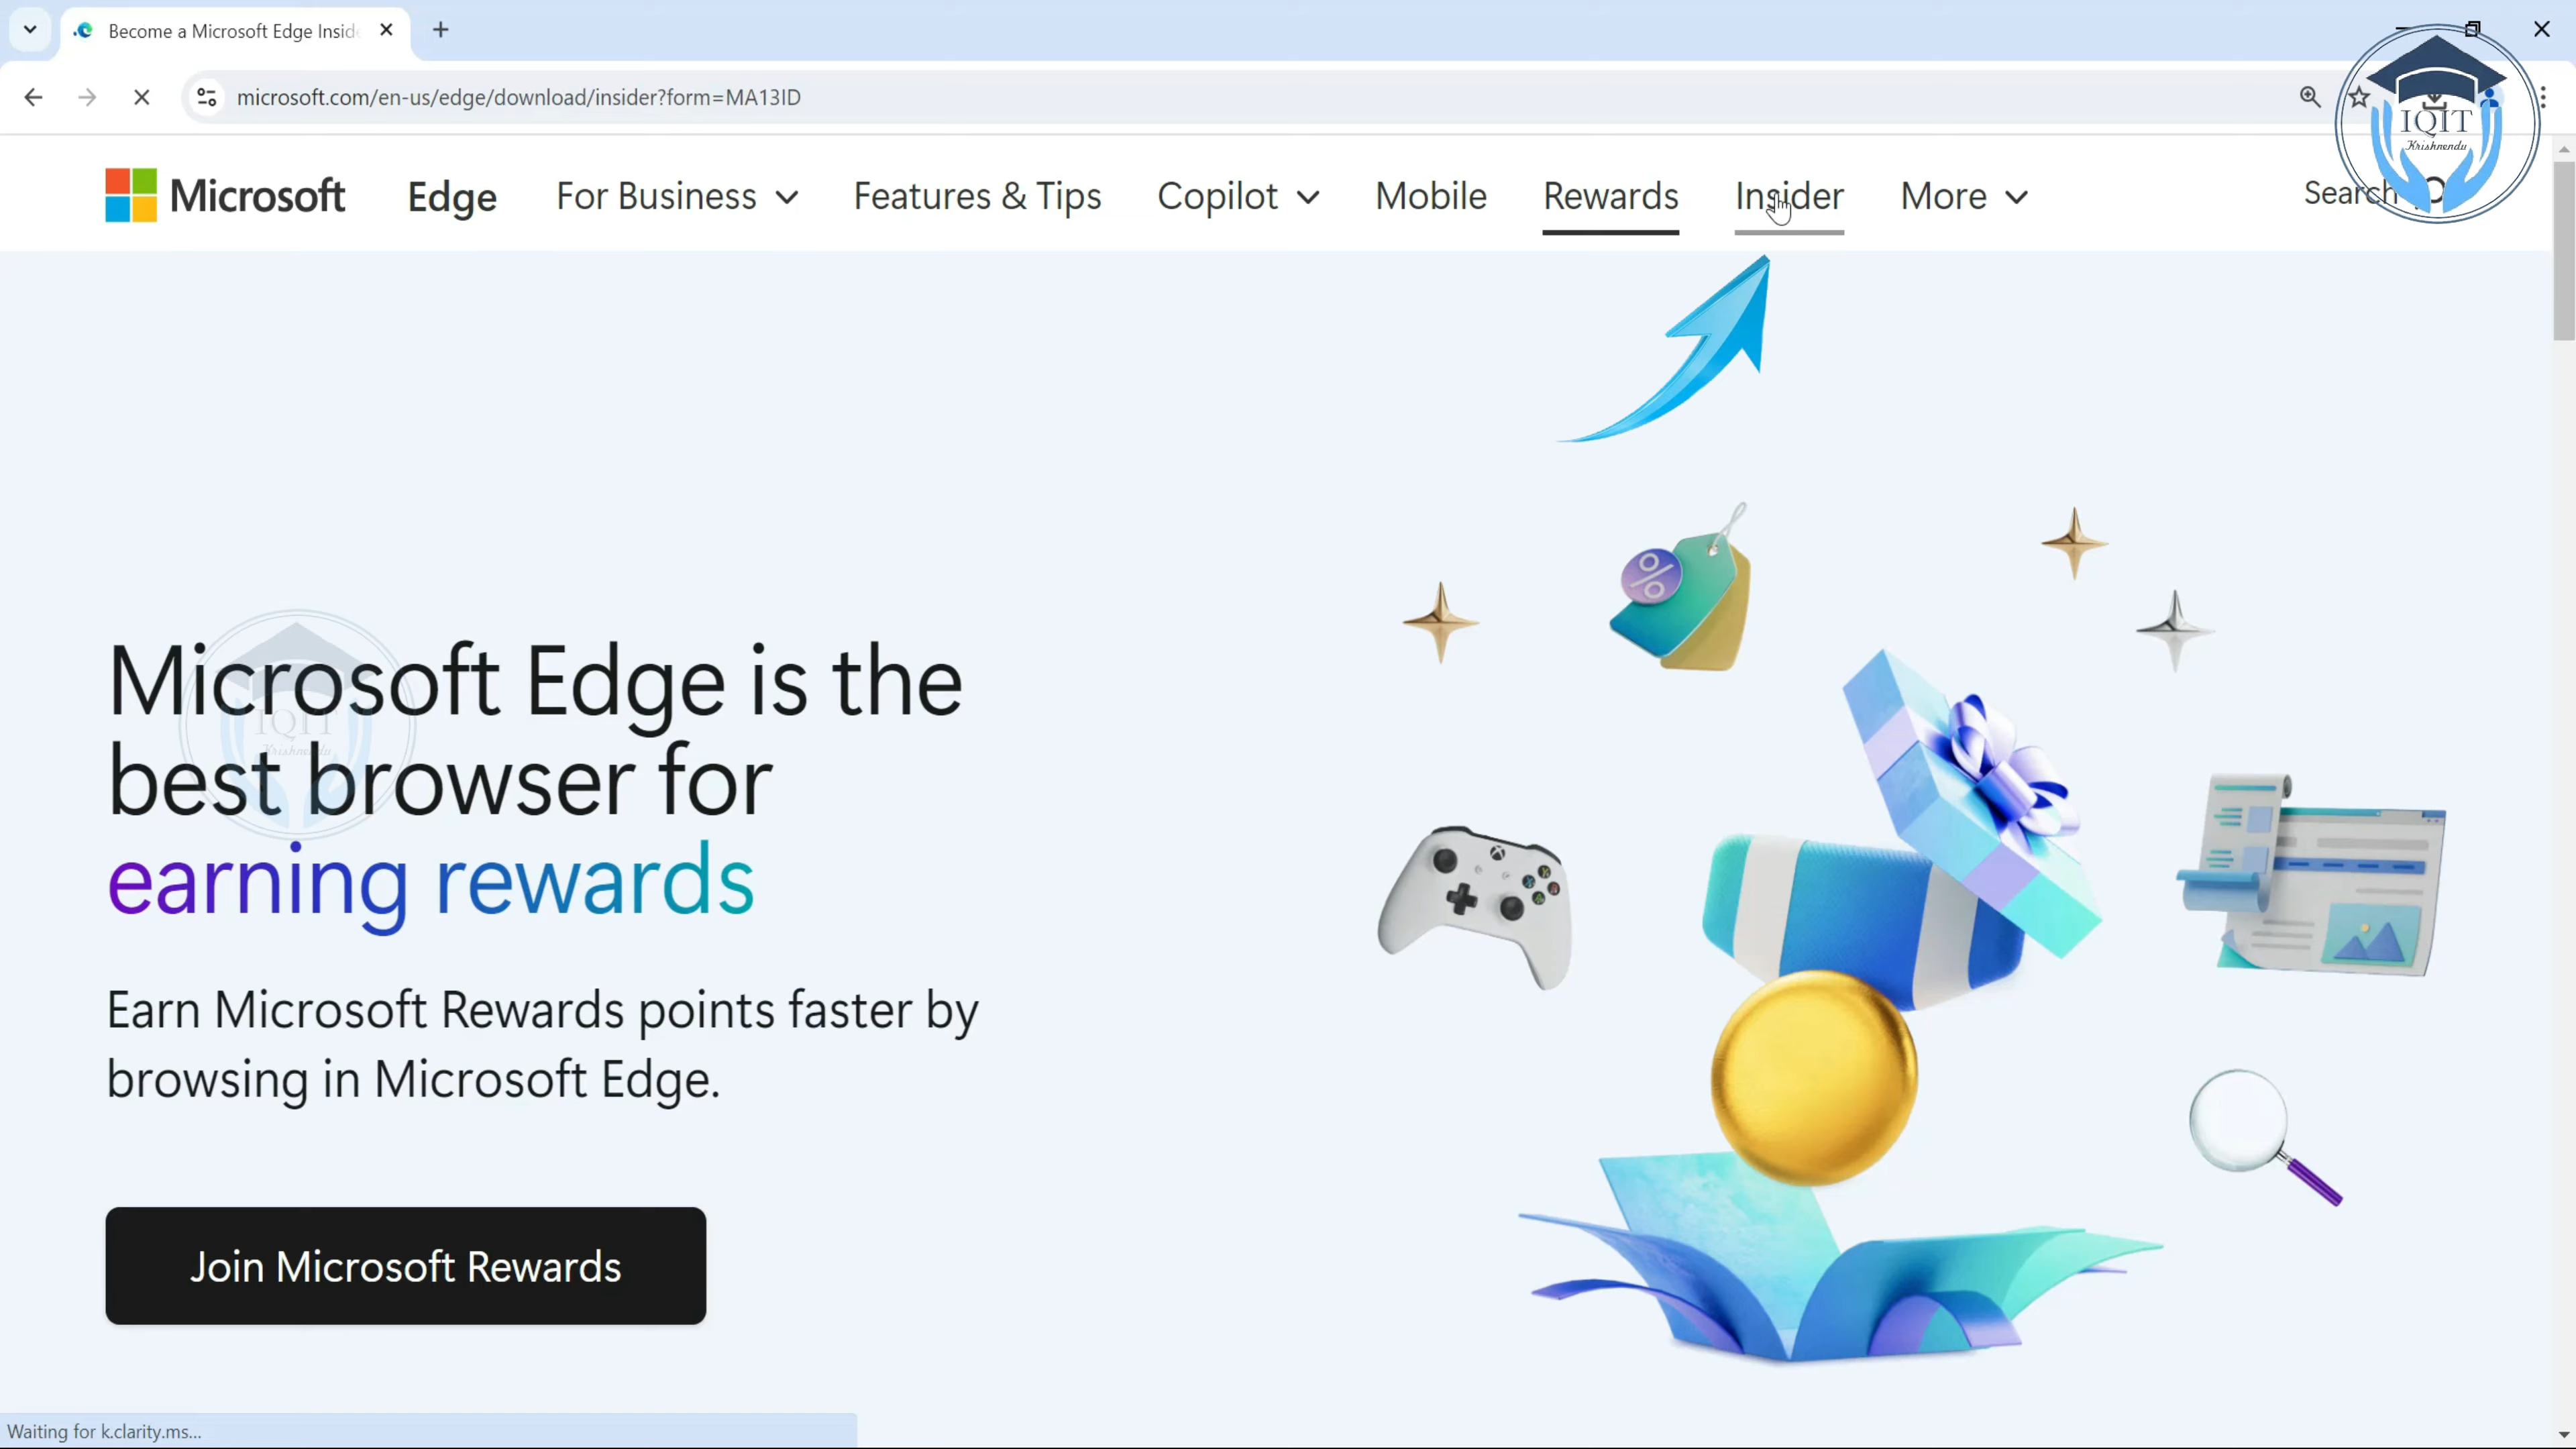 Become a Microsoft Edge Insid
microsoft.com/en-us/edge/download/insider?form=MA13ID
IQIT
Krishnendu
Microsoft Edge For Business Features & Tips Copilot Mobile Rewards Insider More Search
Microsoft Edge is the
best browser for
earning rewards
IQIT
Krishnendu
Earn Microsoft Rewards points faster by
browsing in Microsoft Edge.
Join Microsoft Rewards
%
Waiting for k.clarity.ms...